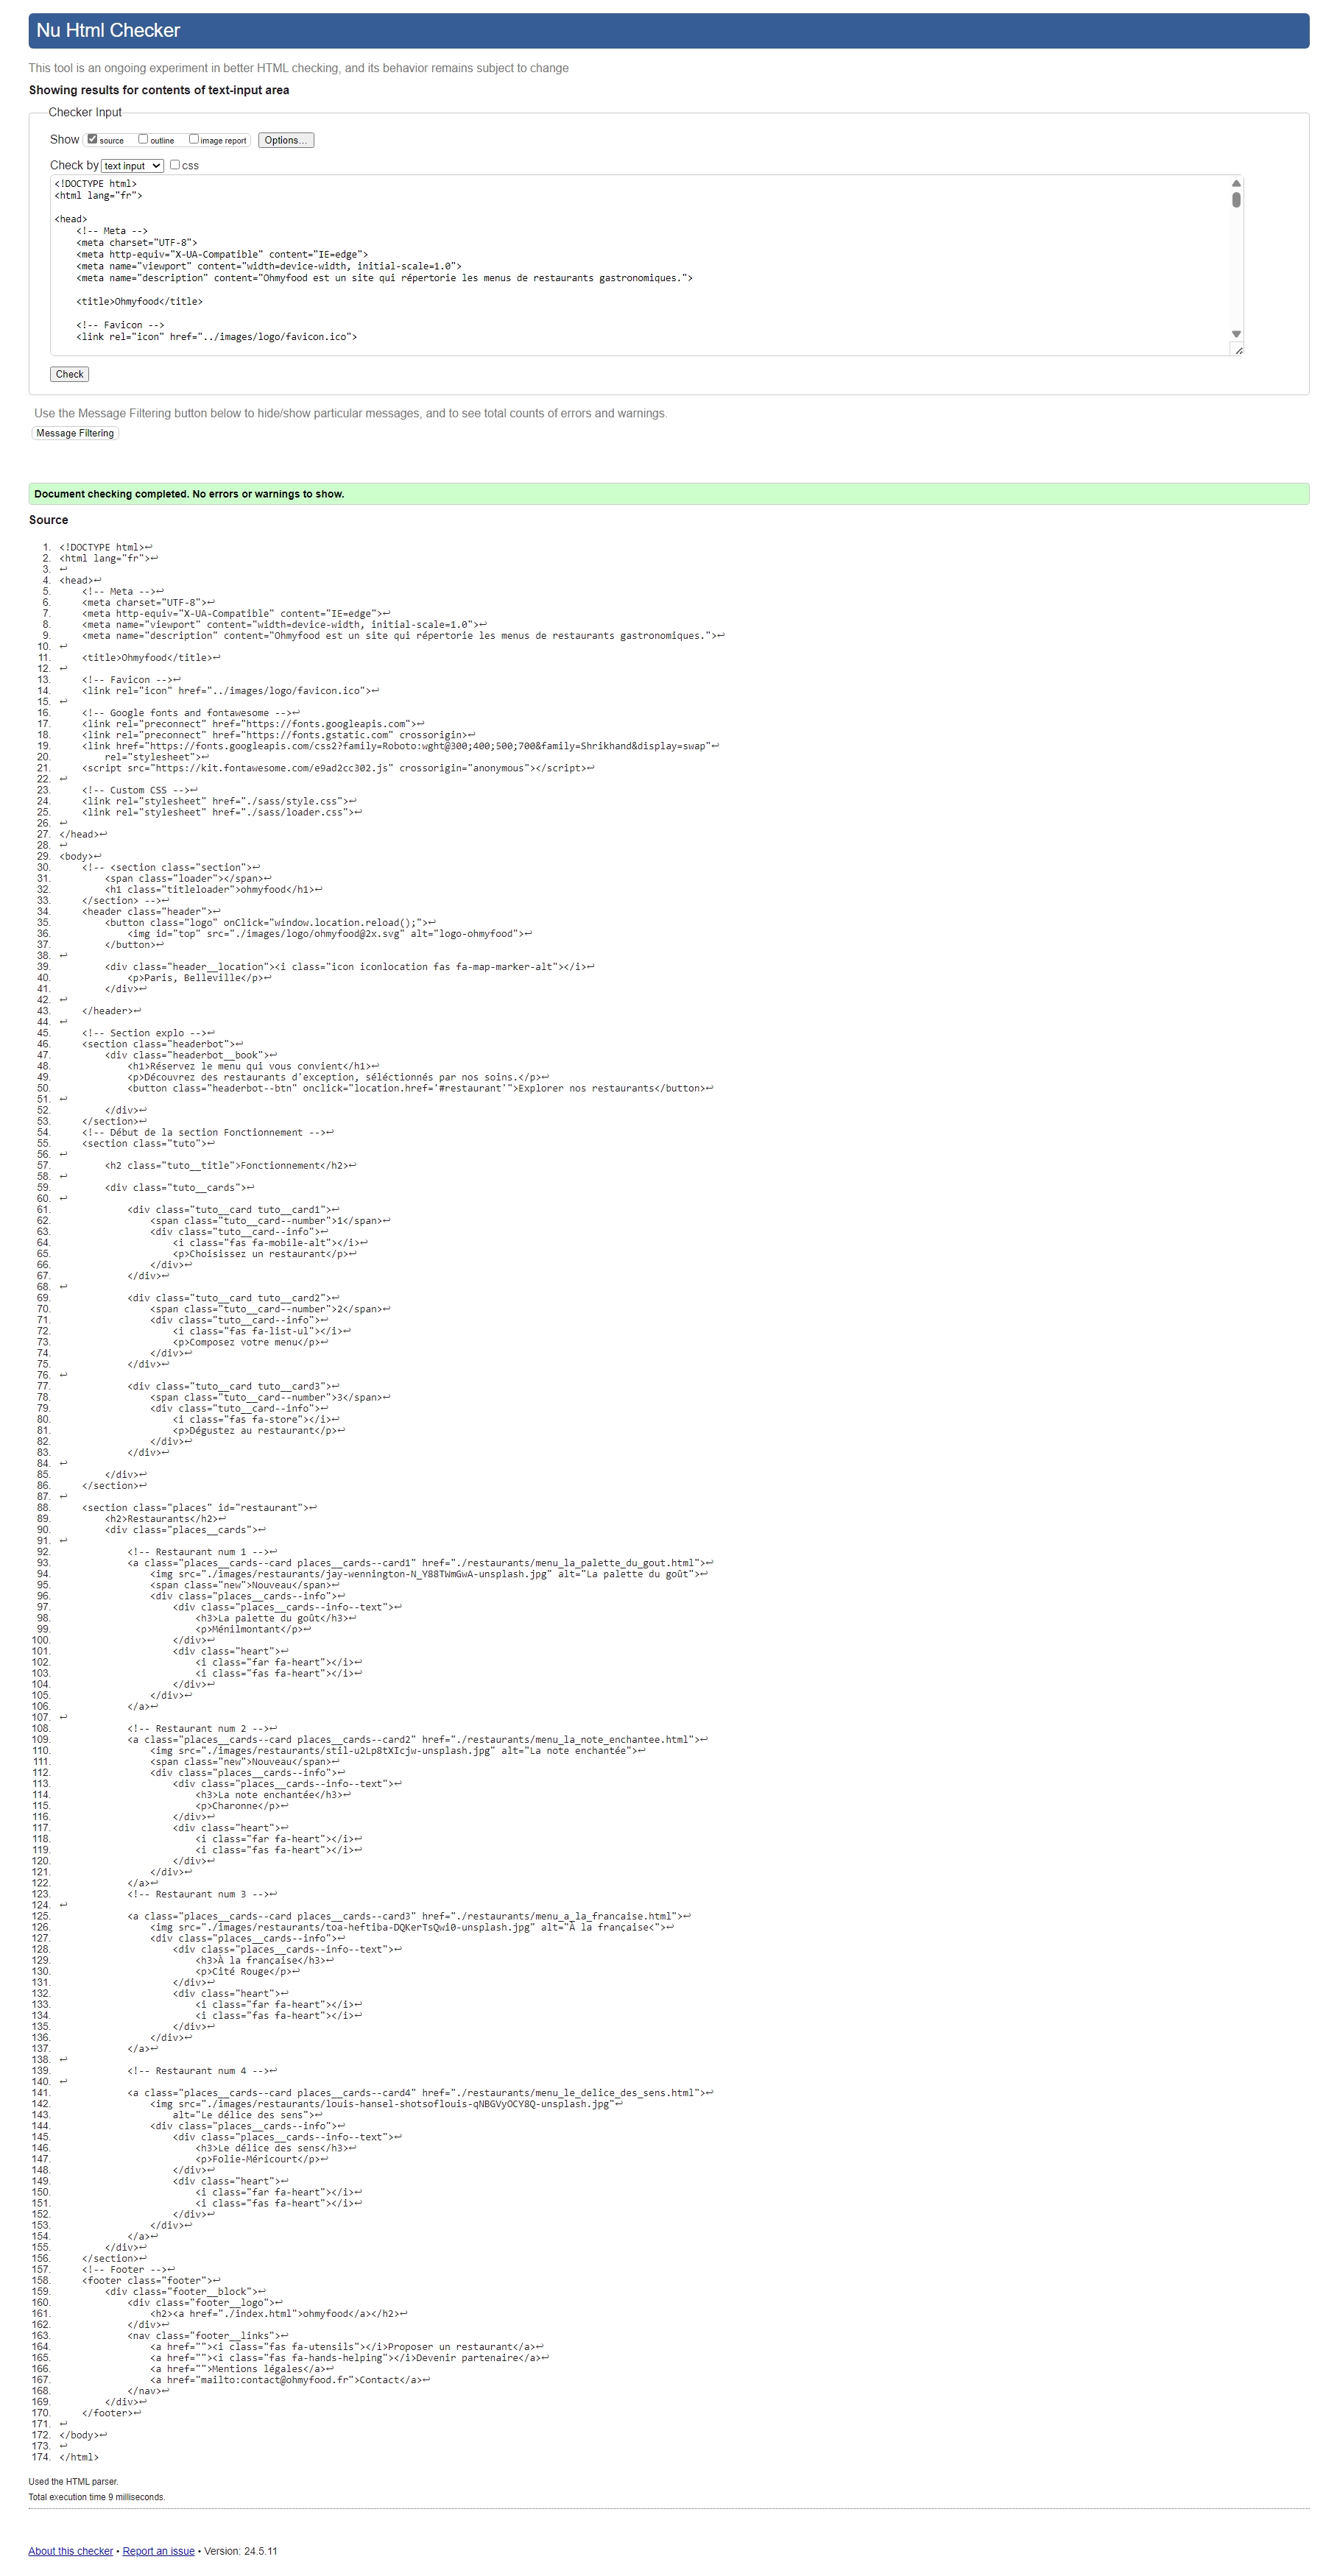 Nu Html Checker
This tool is an ongoing experiment in better HTML checking, and its behavior remains subject to change
Showing results for contents of text-input area
Checker Input
Show source outline image report Options...
Check by text input css
<!DOCTYPE html>
<html lang="fr">
<head>
    <!-- Meta -->
    <meta charset="UTF-8">
    <meta http-equiv="X-UA-Compatible" content="IE=edge">
    <meta name="viewport" content="width=device-width, initial-scale=1.0">
    <meta name="description" content="Ohmyfood est un site qui répertorie les menus de restaurants gastronomiques.">
    <title>Ohmyfood</title>
    <!-- Favicon -->
    <link rel="icon" href="../images/logo/favicon.ico">
Check
Use the Message Filtering button below to hide/show particular messages, and to see total counts of errors and warnings.
Message Filtering
Document checking completed. No errors or warnings to show.
Source
1. <!DOCTYPE html>↩
2. <html lang="fr">↩
3. ↩
4. <head>↩
5.     <!-- Meta -->↩
6.     <meta charset="UTF-8">↩
7.     <meta http-equiv="X-UA-Compatible" content="IE=edge">↩
8.     <meta name="viewport" content="width=device-width, initial-scale=1.0">↩
9.     <meta name="description" content="Ohmyfood est un site qui répertorie les menus de restaurants gastronomiques.">↩
10. ↩
11.     <title>Ohmyfood</title>↩
12. ↩
13.     <!-- Favicon -->↩
14.     <link rel="icon" href="../images/logo/favicon.ico">↩
15. ↩
16.     <!-- Google fonts and fontawesome -->↩
17.     <link rel="preconnect" href="https://fonts.googleapis.com">↩
18.     <link rel="preconnect" href="https://fonts.gstatic.com" crossorigin>↩
19.     <link href="https://fonts.googleapis.com/css2?family=Roboto:wght@300;400;500;700&family=Shrikhand&display=swap"↩
20.         rel="stylesheet">↩
21.     <script src="https://kit.fontawesome.com/e9ad2cc302.js" crossorigin="anonymous"></script>↩
22. ↩
23.     <!-- Custom CSS -->↩
24.     <link rel="stylesheet" href="./sass/style.css">↩
25.     <link rel="stylesheet" href="./sass/loader.css">↩
26. ↩
27. </head>↩
28. ↩
29. <body>↩
30.     <!-- <section class="section">↩
31.         <span class="loader"></span>↩
32.         <h1 class="titleloader">ohmyfood</h1>↩
33.     </section> -->↩
34.     <header class="header">↩
35.         <button class="logo" onClick="window.location.reload();">↩
36.             <img id="top" src="./images/logo/ohmyfood@2x.svg" alt="logo-ohmyfood">↩
37.         </button>↩
38. ↩
39.         <div class="header__location"><i class="icon iconlocation fas fa-map-marker-alt"></i>↩
40.             <p>Paris, Belleville</p>↩
41.         </div>↩
42. ↩
43.     </header>↩
44. ↩
45.     <!-- Section explo -->↩
46.     <section class="headerbot">↩
47.         <div class="headerbot__book">↩
48.             <h1>Réservez le menu qui vous convient</h1>↩
49.             <p>Découvrez des restaurants d'exception, séléctionnés par nos soins.</p>↩
50.             <button class="headerbot--btn" onclick="location.href='#restaurant'">Explorer nos restaurants</button>↩
51. ↩
52.         </div>↩
53.     </section>↩
54.     <!-- Début de la section Fonctionnement -->↩
55.     <section class="tuto">↩
56. ↩
57.         <h2 class="tuto__title">Fonctionnement</h2>↩
58. ↩
59.         <div class="tuto__cards">↩
60. ↩
61.             <div class="tuto__card tuto__card1">↩
62.                 <span class="tuto__card--number">1</span>↩
63.                 <div class="tuto__card--info">↩
64.                     <i class="fas fa-mobile-alt"></i>↩
65.                     <p>Choisissez un restaurant</p>↩
66.                 </div>↩
67.             </div>↩
68. ↩
69.             <div class="tuto__card tuto__card2">↩
70.                 <span class="tuto__card--number">2</span>↩
71.                 <div class="tuto__card--info">↩
72.                     <i class="fas fa-list-ul"></i>↩
73.                     <p>Composez votre menu</p>↩
74.                 </div>↩
75.             </div>↩
76. ↩
77.             <div class="tuto__card tuto__card3">↩
78.                 <span class="tuto__card--number">3</span>↩
79.                 <div class="tuto__card--info">↩
80.                     <i class="fas fa-store"></i>↩
81.                     <p>Dégustez au restaurant</p>↩
82.                 </div>↩
83.             </div>↩
84. ↩
85.         </div>↩
86.     </section>↩
87. ↩
88.     <section class="places" id="restaurant">↩
89.         <h2>Restaurants</h2>↩
90.         <div class="places__cards">↩
91. ↩
92.             <!-- Restaurant num 1 -->↩
93.             <a class="places__cards--card places__cards--card1" href="./restaurants/menu_la_palette_du_gout.html">↩
94.                 <img src="./images/restaurants/jay-wennington-N_Y88TWmGwA-unsplash.jpg" alt="La palette du goût">↩
95.                 <span class="new">Nouveau</span>↩
96.                 <div class="places__cards--info">↩
97.                     <div class="places__cards--info--text">↩
98.                         <h3>La palette du goût</h3>↩
99.                         <p>Ménilmontant</p>↩
100.                     </div>↩
101.                     <div class="heart">↩
102.                         <i class="far fa-heart"></i>↩
103.                         <i class="fas fa-heart"></i>↩
104.                     </div>↩
105.                 </div>↩
106.             </a>↩
107. ↩
108.             <!-- Restaurant num 2 -->↩
109.             <a class="places__cards--card places__cards--card2" href="./restaurants/menu_la_note_enchantee.html">↩
110.                 <img src="./images/restaurants/stil-u2Lp8tXIcjw-unsplash.jpg" alt="La note enchantée">↩
111.                 <span class="new">Nouveau</span>↩
112.                 <div class="places__cards--info">↩
113.                     <div class="places__cards--info--text">↩
114.                         <h3>La note enchantée</h3>↩
115.                         <p>Charonne</p>↩
116.                     </div>↩
117.                     <div class="heart">↩
118.                         <i class="far fa-heart"></i>↩
119.                         <i class="fas fa-heart"></i>↩
120.                     </div>↩
121.                 </div>↩
122.             </a>↩
123.             <!-- Restaurant num 3 -->↩
124. ↩
125.             <a class="places__cards--card places__cards--card3" href="./restaurants/menu_a_la_francaise.html">↩
126.                 <img src="./images/restaurants/toa-heftiba-DQKerTsQwi0-unsplash.jpg" alt="À la française<">↩
127.                 <div class="places__cards--info">↩
128.                     <div class="places__cards--info--text">↩
129.                         <h3>À la française</h3>↩
130.                         <p>Cité Rouge</p>↩
131.                     </div>↩
132.                     <div class="heart">↩
133.                         <i class="far fa-heart"></i>↩
134.                         <i class="fas fa-heart"></i>↩
135.                     </div>↩
136.                 </div>↩
137.             </a>↩
138. ↩
139.             <!-- Restaurant num 4 -->↩
140. ↩
141.             <a class="places__cards--card places__cards--card4" href="./restaurants/menu_le_delice_des_sens.html">↩
142.                 <img src="./images/restaurants/louis-hansel-shotsoflouis-qNBGVyOCY8Q-unsplash.jpg"↩
143.                     alt="Le délice des sens">↩
144.                 <div class="places__cards--info">↩
145.                     <div class="places__cards--info--text">↩
146.                         <h3>Le délice des sens</h3>↩
147.                         <p>Folie-Méricourt</p>↩
148.                     </div>↩
149.                     <div class="heart">↩
150.                         <i class="far fa-heart"></i>↩
151.                         <i class="fas fa-heart"></i>↩
152.                     </div>↩
153.                 </div>↩
154.             </a>↩
155.         </div>↩
156.     </section>↩
157.     <!-- Footer -->↩
158.     <footer class="footer">↩
159.         <div class="footer__block">↩
160.             <div class="footer__logo">↩
161.                 <h2><a href="./index.html">ohmyfood</a></h2>↩
162.             </div>↩
163.             <nav class="footer__links">↩
164.                 <a href=""><i class="fas fa-utensils"></i>Proposer un restaurant</a>↩
165.                 <a href=""><i class="fas fa-hands-helping"></i>Devenir partenaire</a>↩
166.                 <a href="">Mentions légales</a>↩
167.                 <a href="mailto:contact@ohmyfood.fr">Contact</a>↩
168.             </nav>↩
169.         </div>↩
170.     </footer>↩
171. ↩
172. </body>↩
173. ↩
174. </html>
Used the HTML parser.
Total execution time 9 milliseconds.
About this checker • Report an issue • Version: 24.5.11